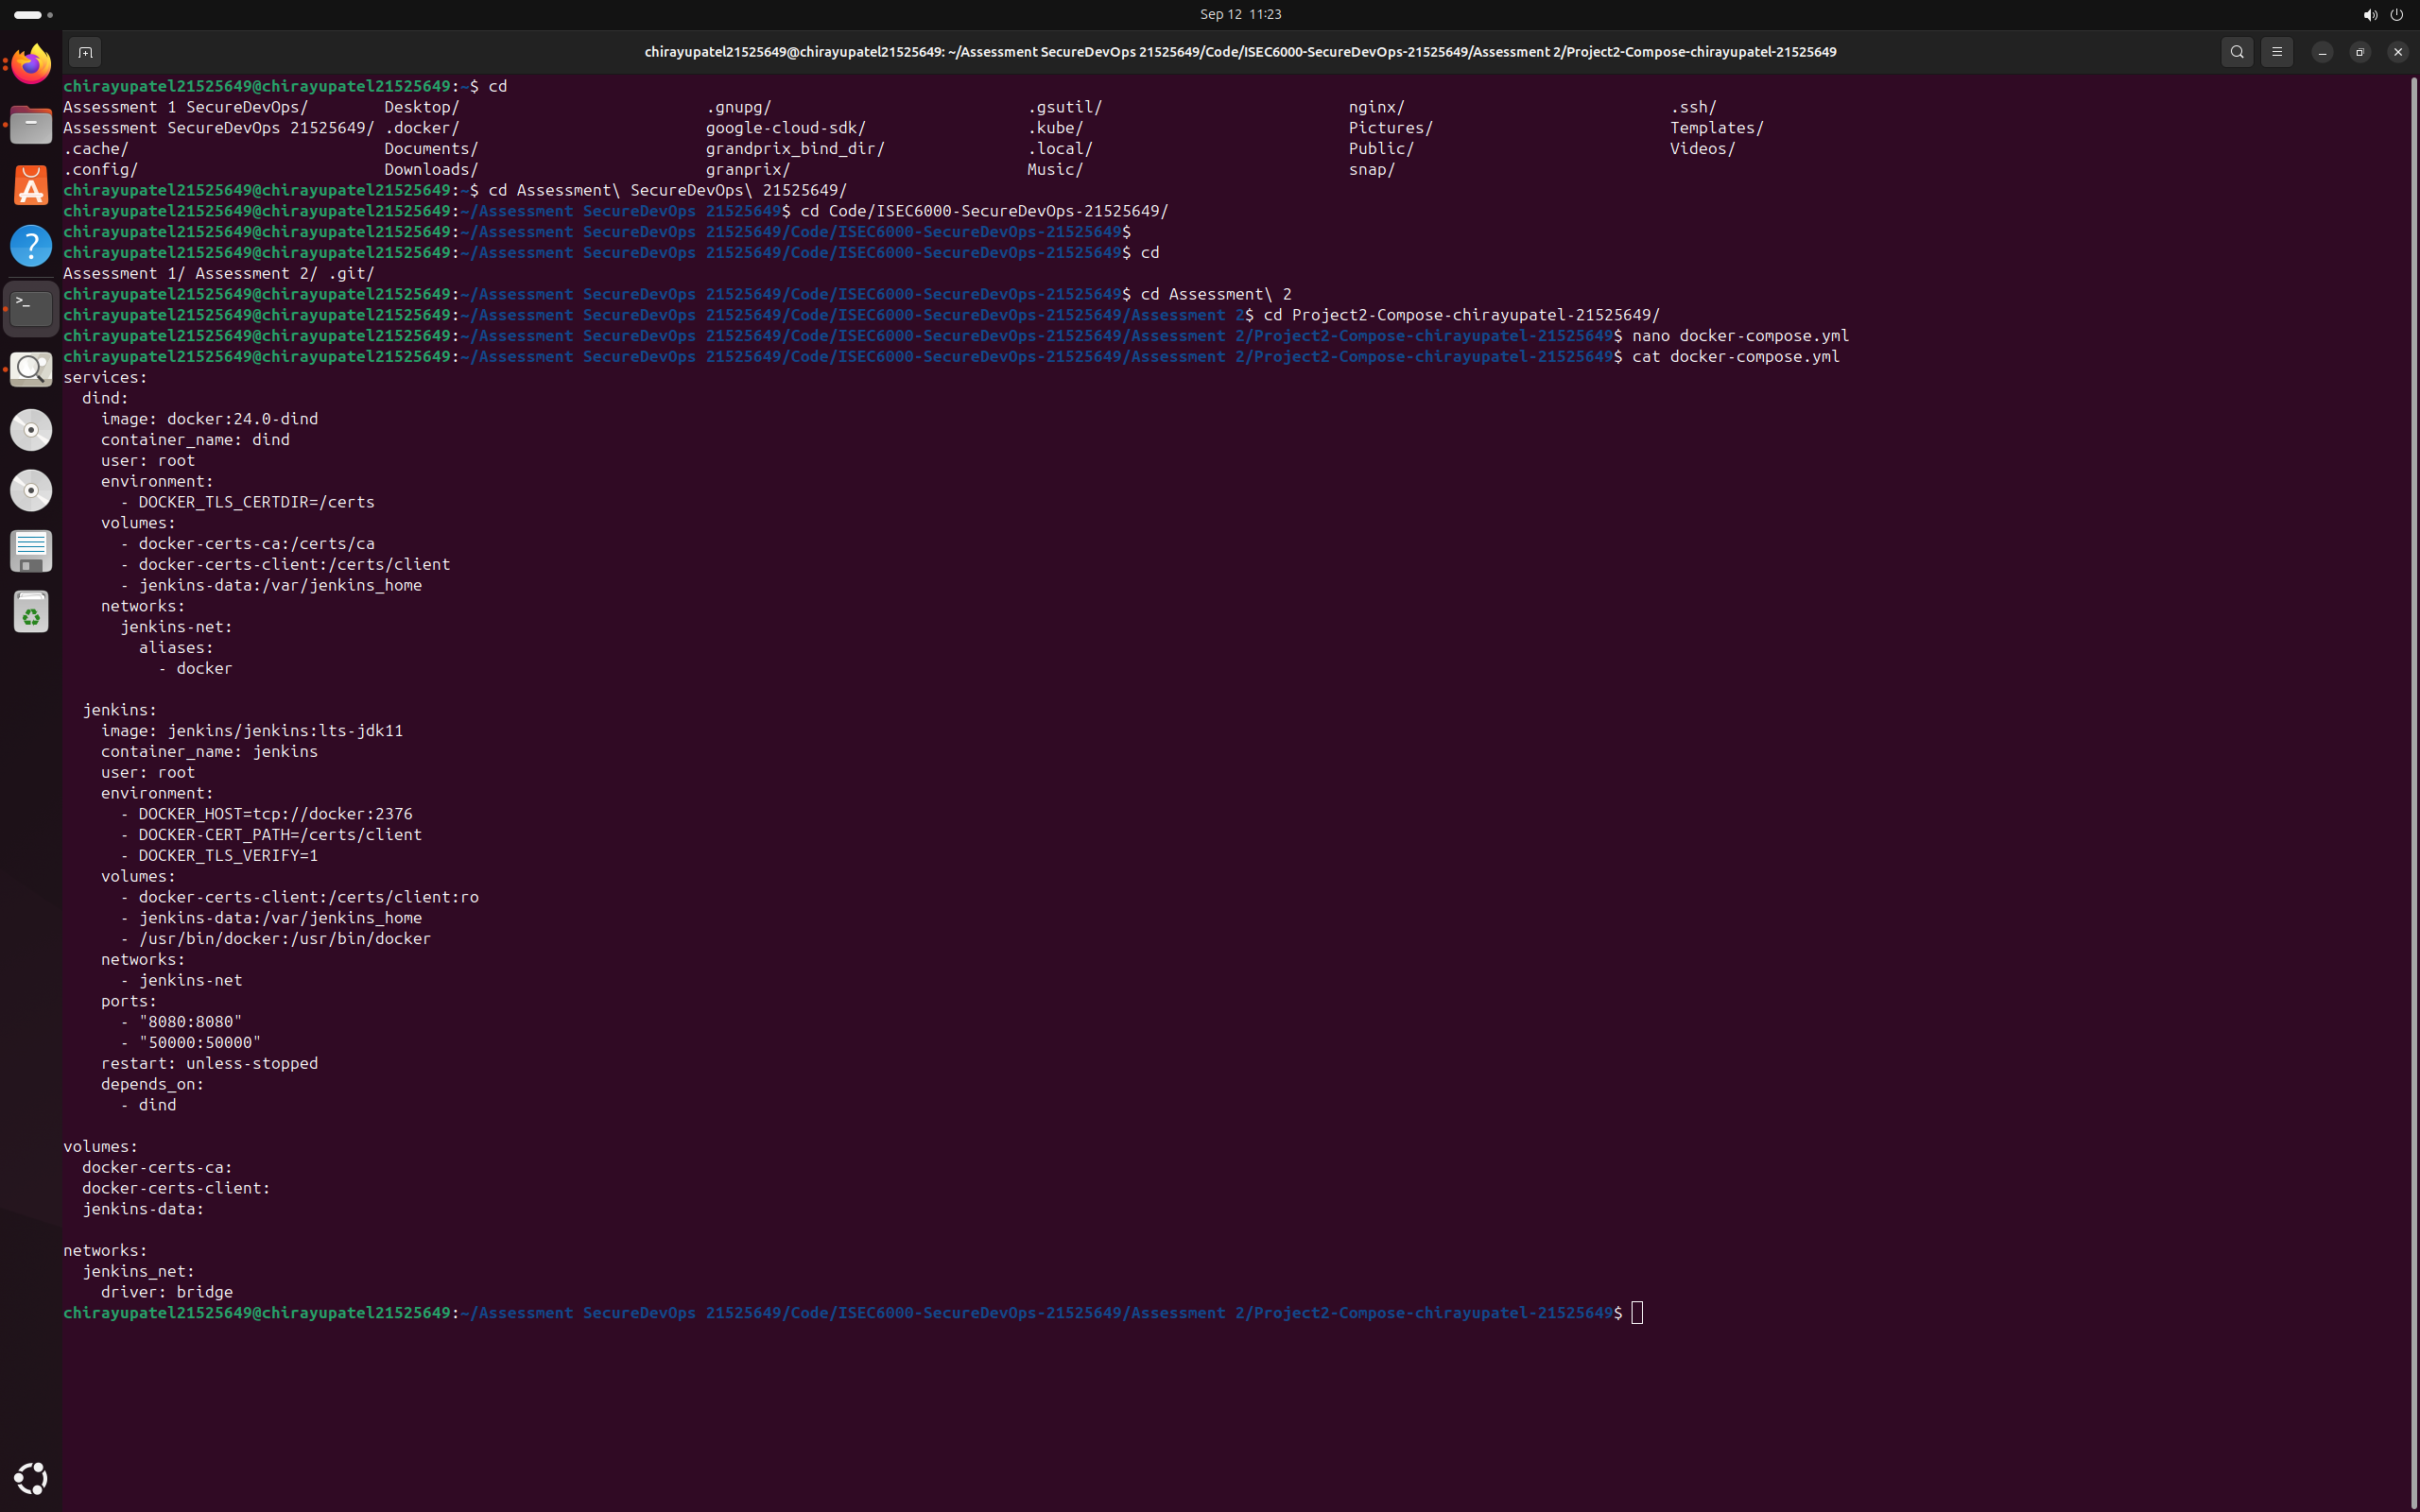 Sep 12 11:23
chirayupatel21525649@chirayupatel21525649: ~/Assessment SecureDevOps 21525649/Code/ISEC6000-SecureDevOps-21525649/Assessment 2/Project2-Compose-chirayupatel-21525649
chirayupatel21525649@chirayupatel21525649:~$ cd
Assessment 1 SecureDevOps/ Desktop/ .gnupg/ .gsutil/ nginx/ .ssh/
Assessment SecureDevOps 21525649/ .docker/ google-cloud-sdk/ .kube/ Pictures/ Templates/
.cache/ Documents/ grandprix_bind_dir/ .local/ Public/ Videos/
.config/ Downloads/ granprix/ Music/ snap/
chirayupatel21525649@chirayupatel21525649:~$ cd Assessment\ SecureDevOps\ 21525649/
chirayupatel21525649@chirayupatel21525649:~/Assessment SecureDevOps 21525649$ cd Code/ISEC6000-SecureDevOps-21525649/
chirayupatel21525649@chirayupatel21525649:~/Assessment SecureDevOps 21525649/Code/ISEC6000-SecureDevOps-21525649$
chirayupatel21525649@chirayupatel21525649:~/Assessment SecureDevOps 21525649/Code/ISEC6000-SecureDevOps-21525649$ cd
Assessment 1/ Assessment 2/ .git/
chirayupatel21525649@chirayupatel21525649:~/Assessment SecureDevOps 21525649/Code/ISEC6000-SecureDevOps-21525649$ cd Assessment\ 2
chirayupatel21525649@chirayupatel21525649:~/Assessment SecureDevOps 21525649/Code/ISEC6000-SecureDevOps-21525649/Assessment 2$ cd Project2-Compose-chirayupatel-21525649/
chirayupatel21525649@chirayupatel21525649:~/Assessment SecureDevOps 21525649/Code/ISEC6000-SecureDevOps-21525649/Assessment 2/Project2-Compose-chirayupatel-21525649$ nano docker-compose.yml
chirayupatel21525649@chirayupatel21525649:~/Assessment SecureDevOps 21525649/Code/ISEC6000-SecureDevOps-21525649/Assessment 2/Project2-Compose-chirayupatel-21525649$ cat docker-compose.yml
services:
  dind:
    image: docker:24.0-dind
    container_name: dind
    user: root
    environment:
      - DOCKER_TLS_CERTDIR=/certs
    volumes:
      - docker-certs-ca:/certs/ca
      - docker-certs-client:/certs/client
      - jenkins-data:/var/jenkins_home
    networks:
      jenkins-net:
        aliases:
          - docker
  jenkins:
    image: jenkins/jenkins:lts-jdk11
    container_name: jenkins
    user: root
    environment:
      - DOCKER_HOST=tcp://docker:2376
      - DOCKER-CERT_PATH=/certs/client
      - DOCKER_TLS_VERIFY=1
    volumes:
      - docker-certs-client:/certs/client:ro
      - jenkins-data:/var/jenkins_home
      - /usr/bin/docker:/usr/bin/docker
    networks:
      - jenkins-net
    ports:
      - "8080:8080"
      - "50000:50000"
    restart: unless-stopped
    depends_on:
      - dind
volumes:
  docker-certs-ca:
  docker-certs-client:
  jenkins-data:
networks:
  jenkins_net:
    driver: bridge
chirayupatel21525649@chirayupatel21525649:~/Assessment SecureDevOps 21525649/Code/ISEC6000-SecureDevOps-21525649/Assessment 2/Project2-Compose-chirayupatel-21525649$